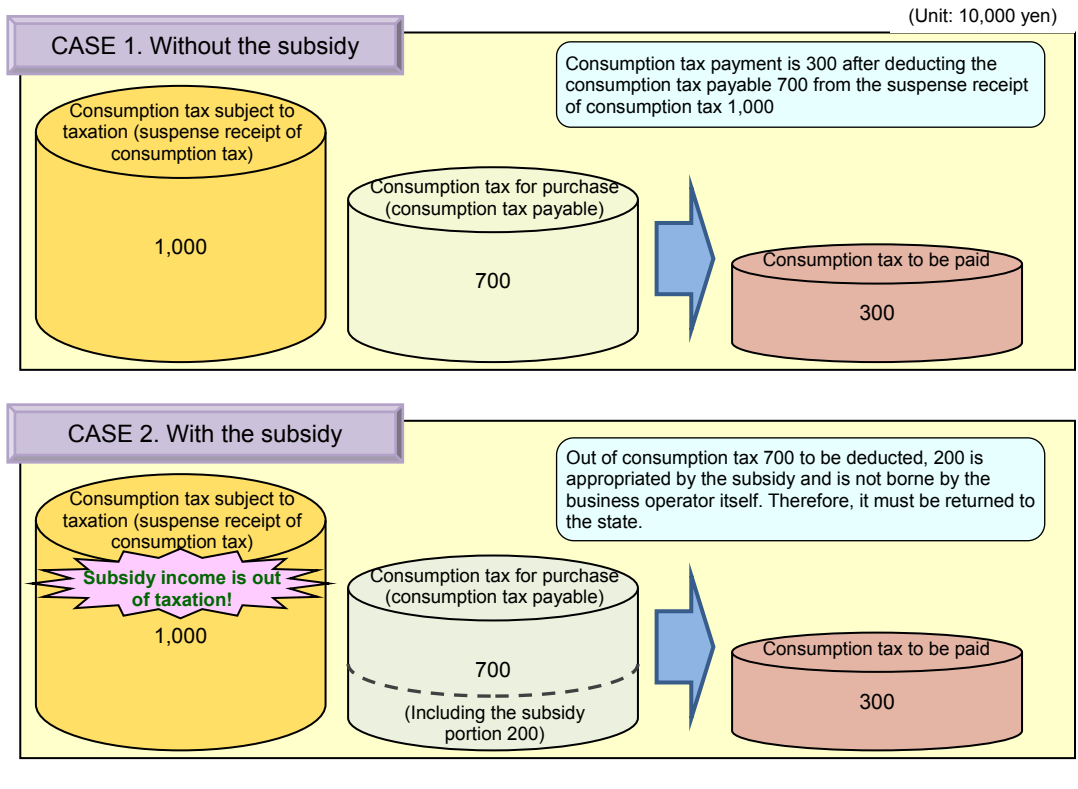 (Unit: 10,000 yen)
CASE 1. Without the subsidy
Consumption tax payment is 300 after deducting the
consumption tax payable 700 from the suspense receipt
of consumption tax 1,000
Consumption tax subject to
taxation (suspense receipt of
consumption tax)
1,000
Consumption tax for purchase
(consumption tax payable)
700
Consumption tax to be paid
300
CASE 2. With the subsidy
Out of consumption tax 700 to be deducted, 200 is
appropriated by the subsidy and is not borne by the
business operator itself. Therefore, it must be returned to
the state.
Consumption tax subject to
taxation (suspense receipt of
consumption tax)
Subsidy income is out
of taxation!
1,000
Consumption tax for purchase
(consumption tax payable)
700
(Including the subsidy
portion 200)
Consumption tax to be paid
300